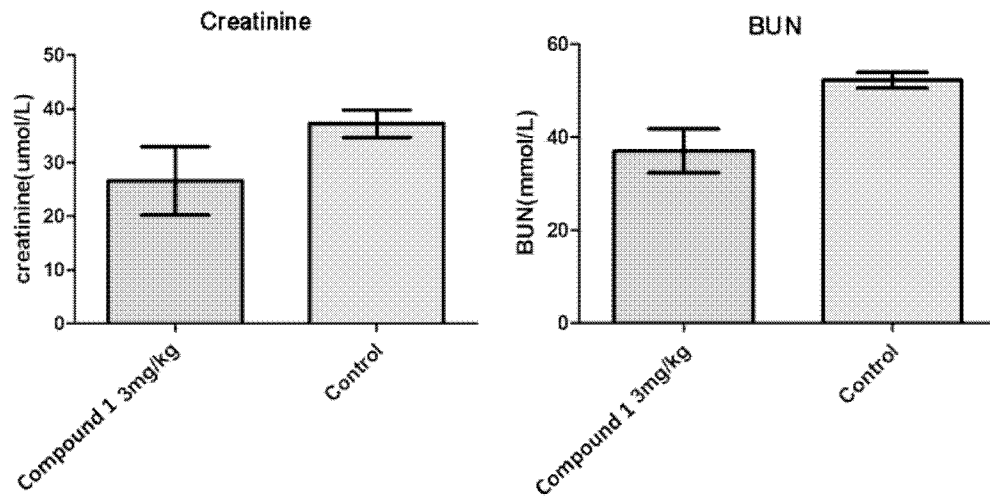 Creatinine
creatinine(umol/L)
50
40
30
20
10
0
Compound 1 3mg/kg
Control
BUN
BUN(mmol/L)
60
40
20
0
Compound 1 3mg/kg
Control